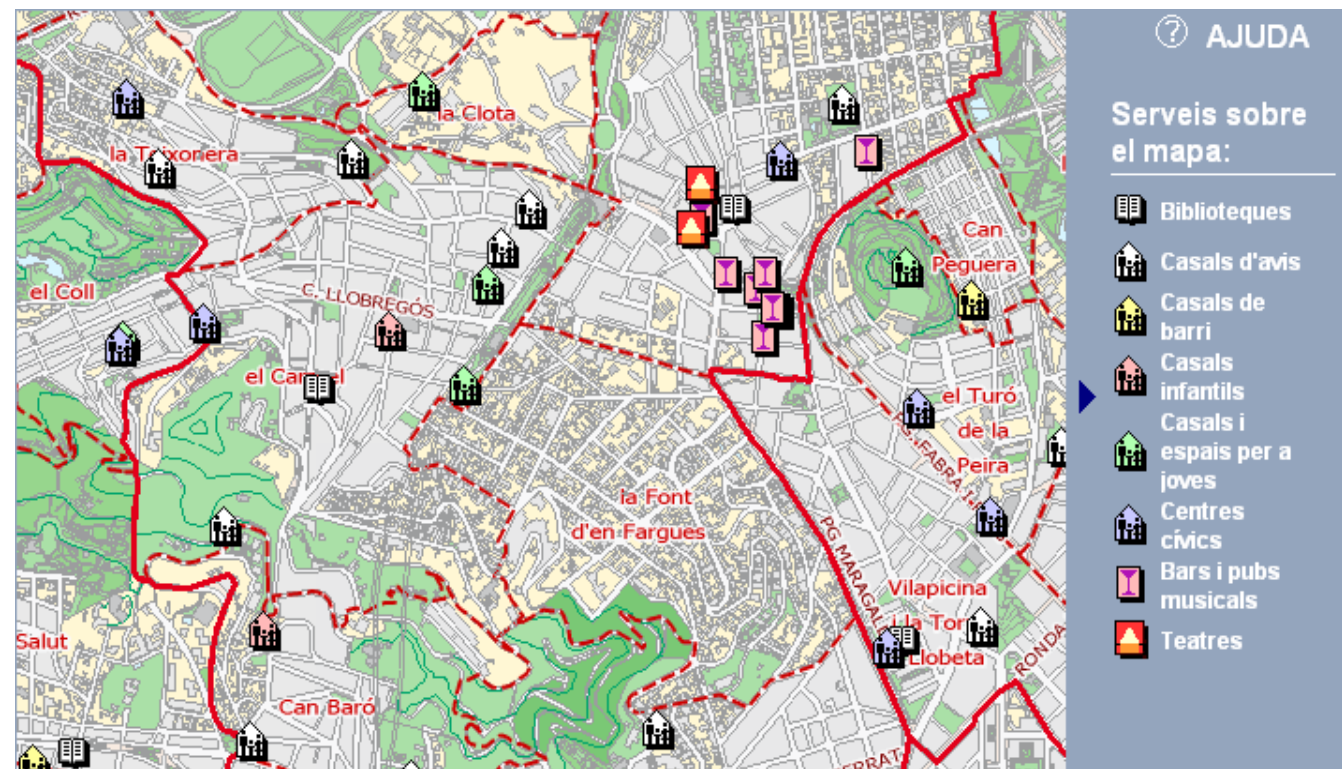 AJUDA
Serveis sobre
el mapa:
Biblioteques
Casals d'avis
Casals de
barri
Casals
infantils
Casals i
espais per a
joves
Centres
cívics
Bars i pubs
musicals
Teatres
la Clota
la Teixonera
Can
Peguera
el Coll
C. LLOBREGÓS
el Carmel
el Turó
de la
Peira
la Font
d'en Fargues
PG MARAGALL
Vilapicina
i la Torre
Llobeta
RONDA
Salut
Can Baró